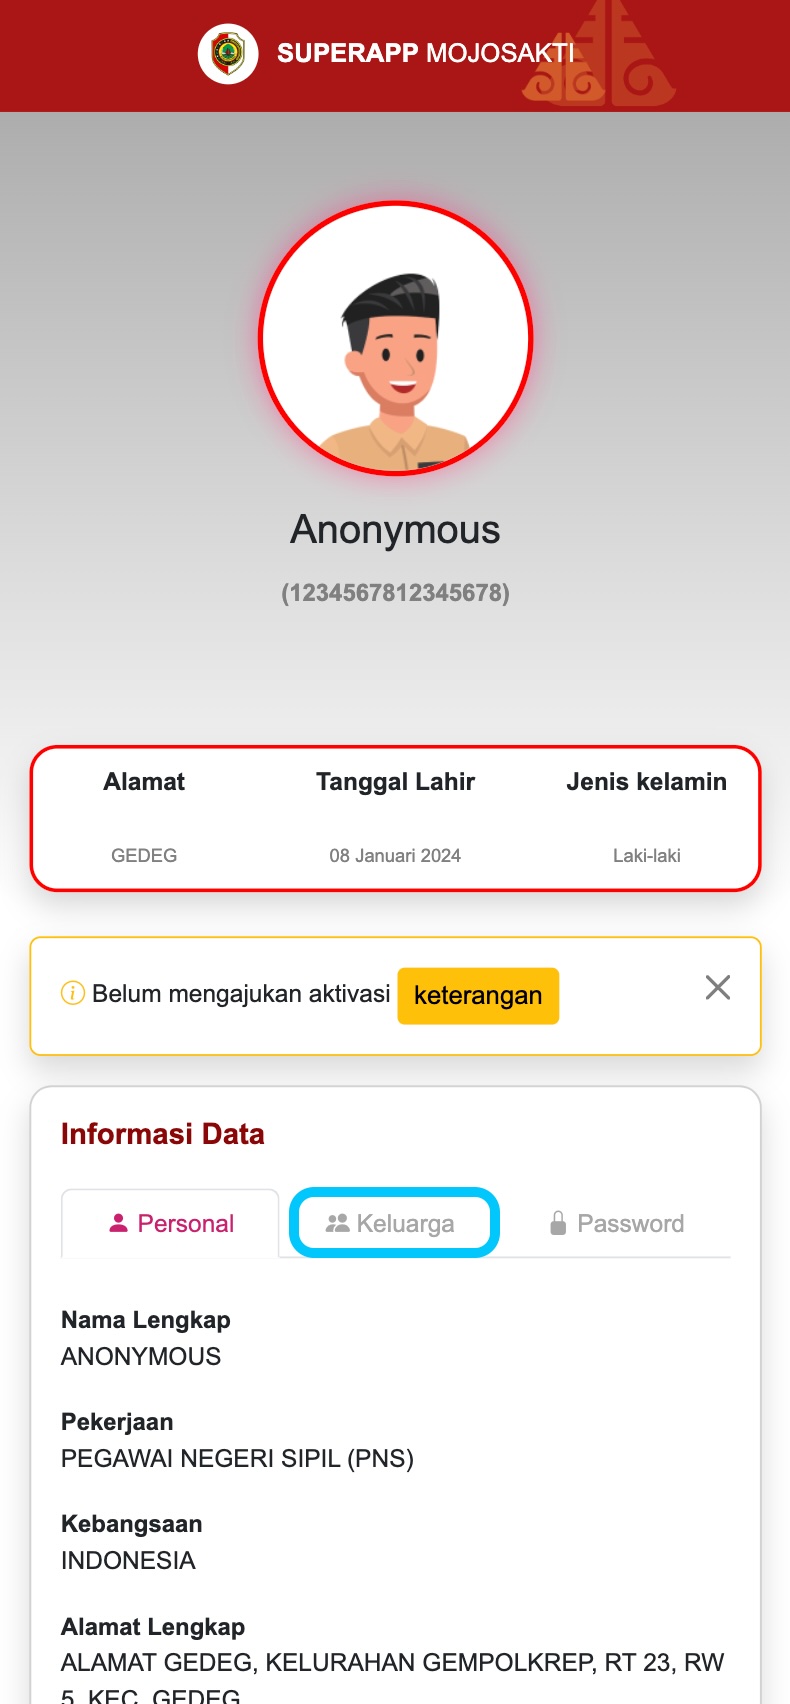 SUPERAPP MOJOSAKTI
Anonymous
(1234567812345678)
Alamat Tanggal Lahir Jenis kelamin
GEDEG 08 Januari 2024 Laki-laki
Belum mengajukan aktivasi keterangan
Informasi Data
Personal Keluarga Password
Nama Lengkap
ANONYMOUS
Pekerjaan
PEGAWAI NEGERI SIPIL (PNS)
Kebangsaan
INDONESIA
Alamat Lengkap
ALAMAT GEDEG, KELURAHAN GEMPOLKREP, RT 23, RW
5, KEC. GEDEG